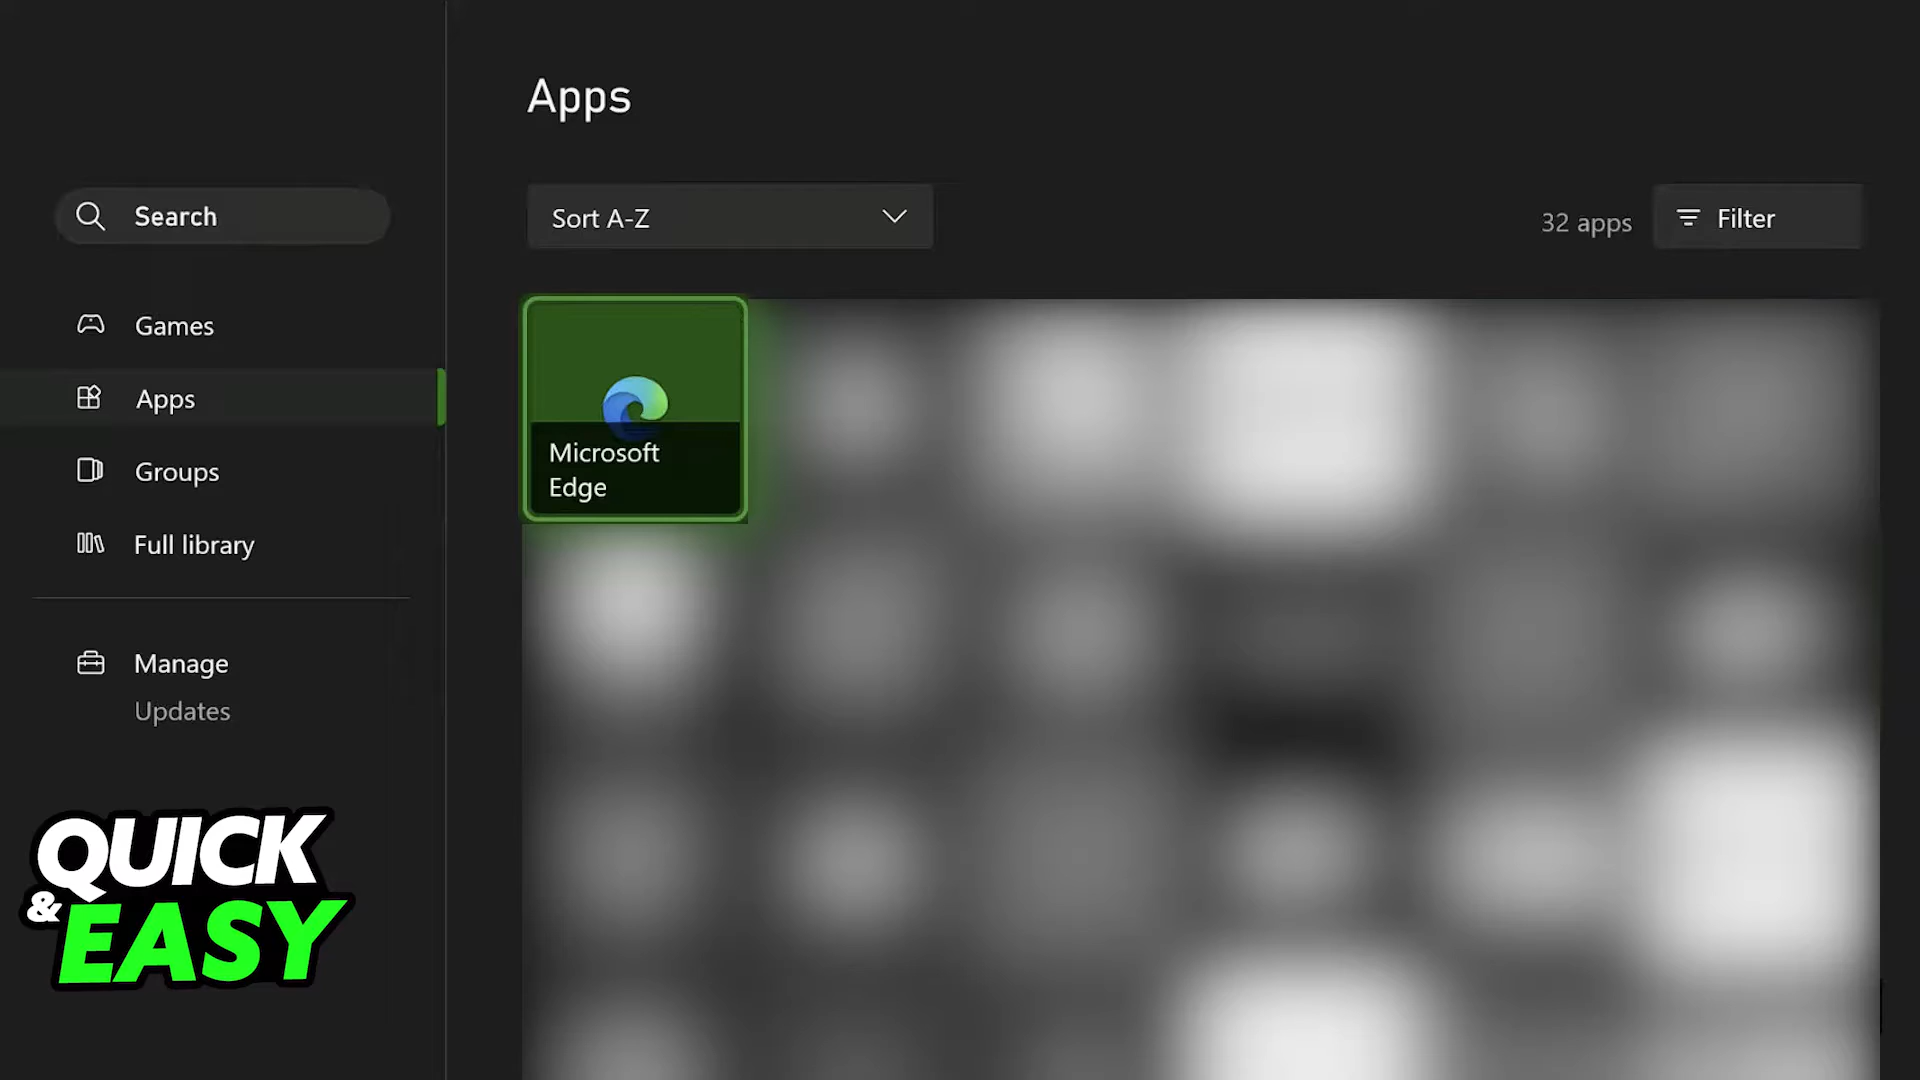 Apps
Search
Sort A-Z
32 apps
Filter
Games
Apps
Groups
Full library
Manage
Updates
Microsoft
Edge
QUICK
& EASY